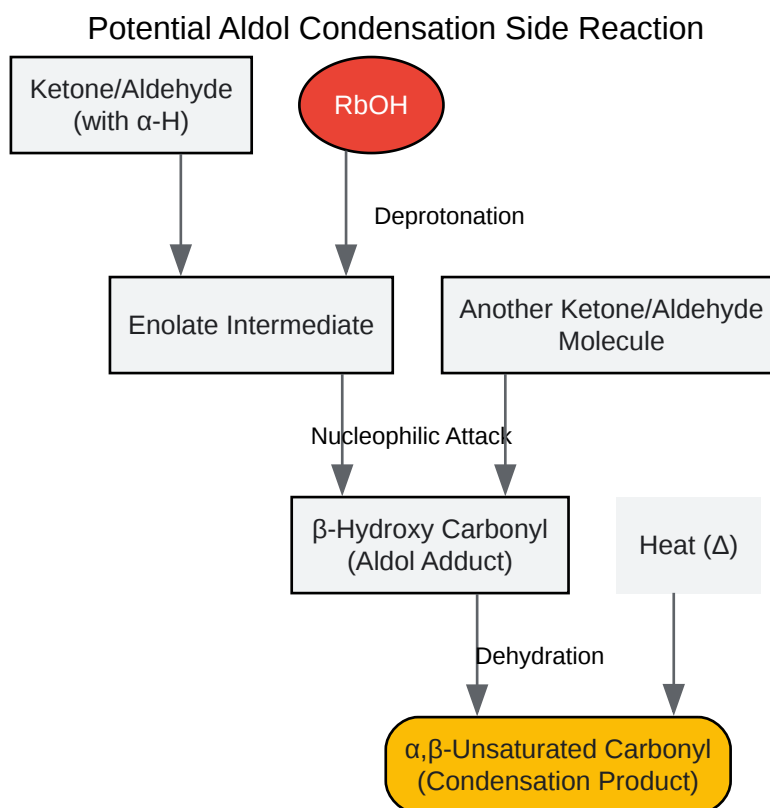 Potential Aldol Condensation Side Reaction
Ketone/Aldehyde
(with α-H)
RbOH
Deprotonation
Enolate Intermediate
Another Ketone/Aldehyde
Molecule
Nucleophilic Attack
β-Hydroxy Carbonyl
(Aldol Adduct)
Heat (Δ)
Dehydration
α,β-Unsaturated Carbonyl
(Condensation Product)